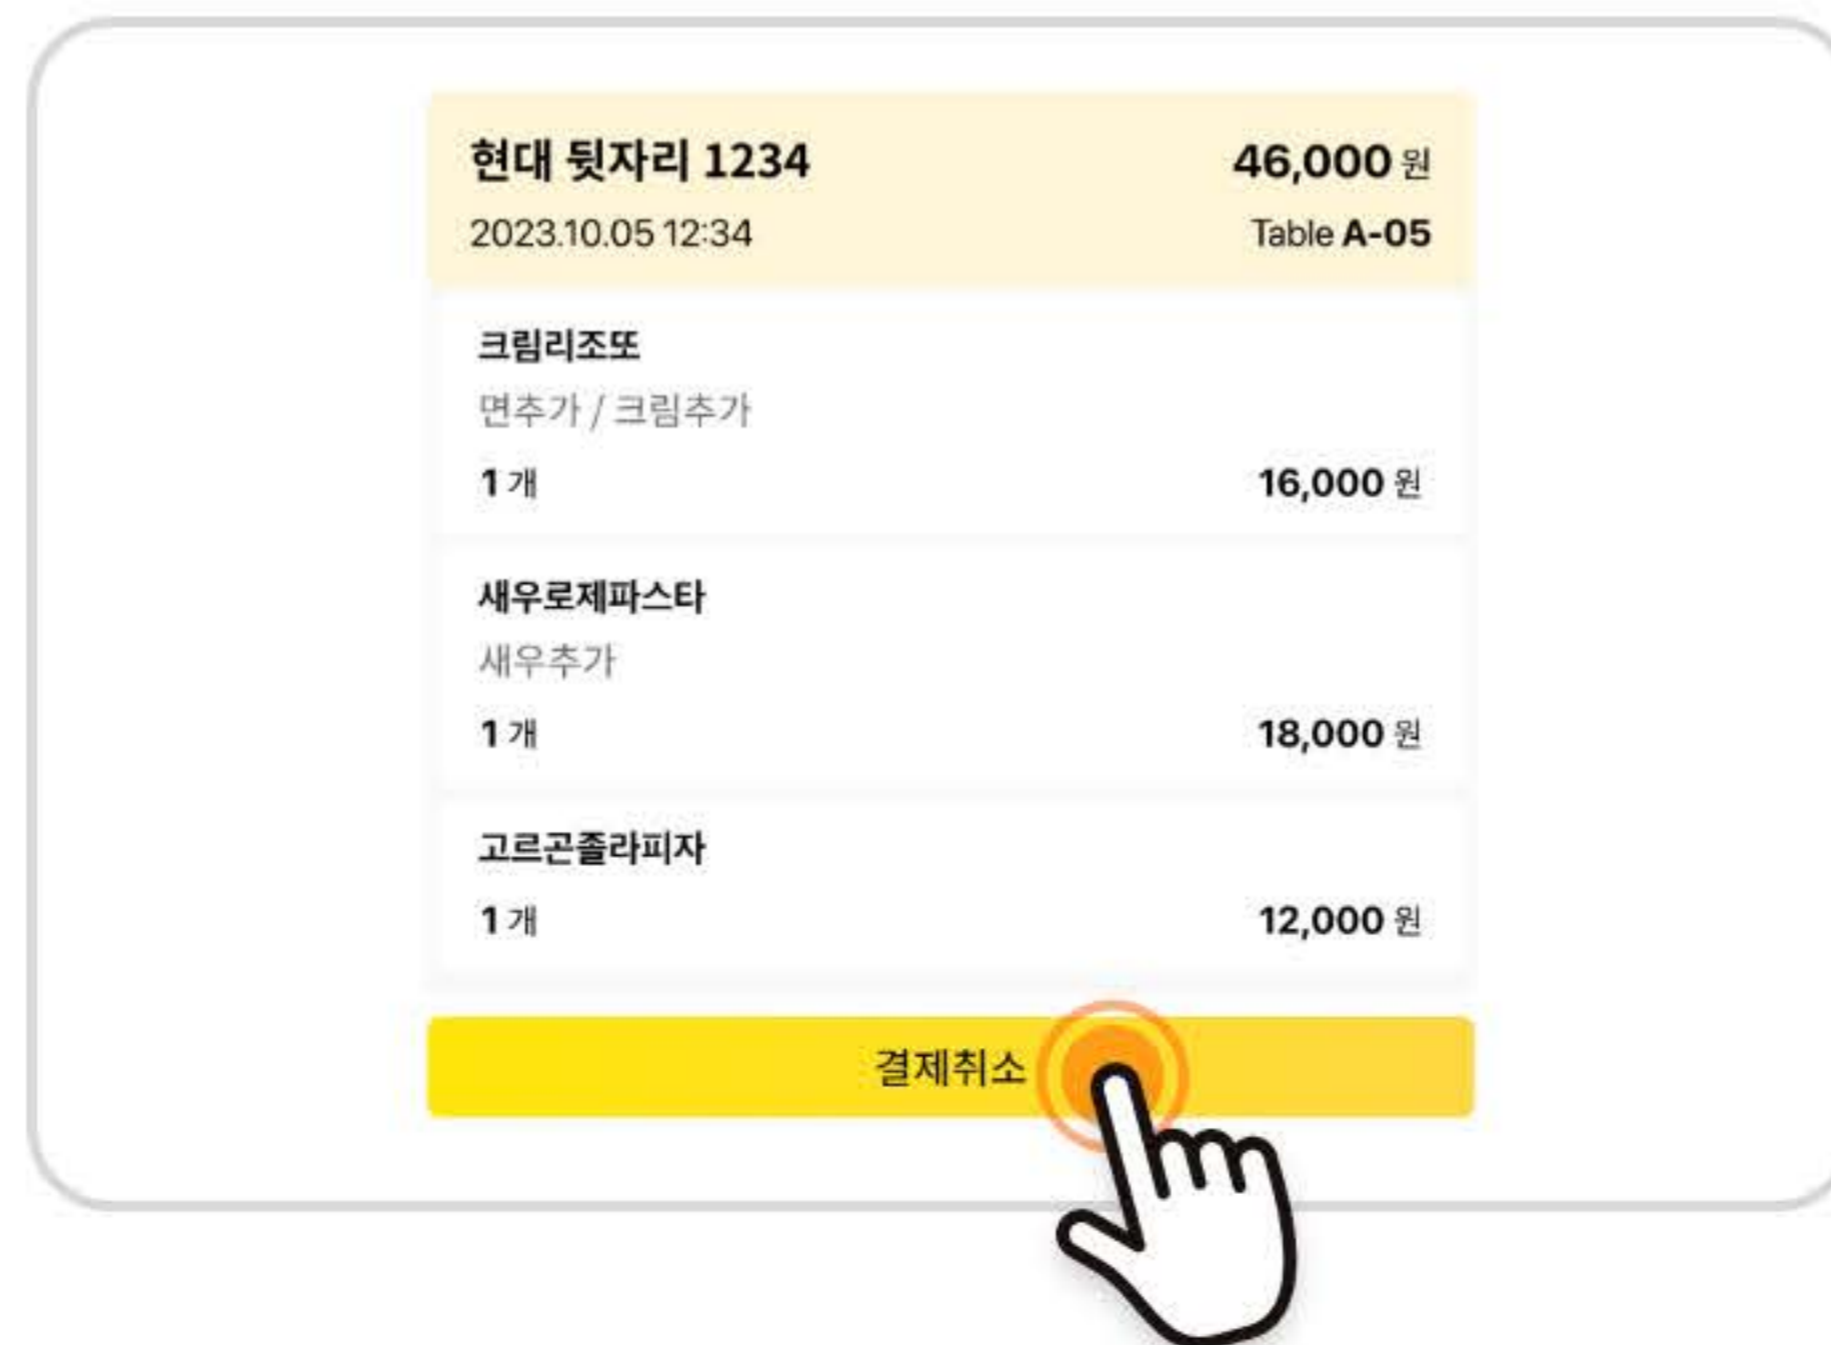 현대 뒷자리 1234 46,000 원
2023.10.05 12:34 Table A-05
크림리조또
면추가 / 크림추가
1 개 16,000 원
새우로제파스타
새우추가
1 개 18,000 원
고르곤졸라피자
1 개 12,000 원
결제취소